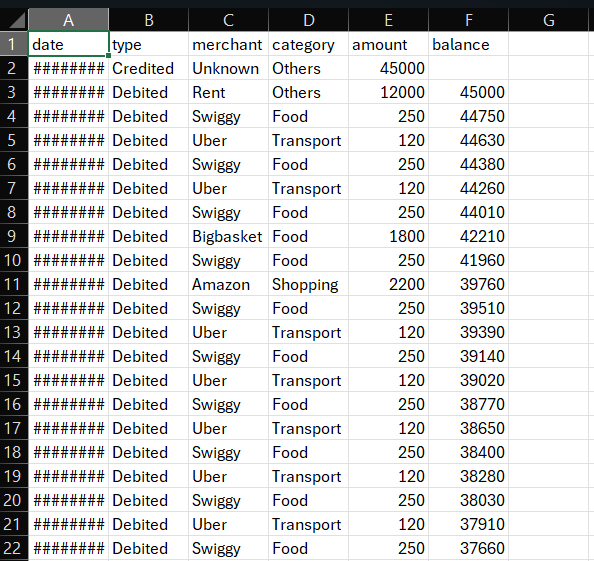 A B C D E F G
1 date type merchant category amount balance
2 ######## Credited Unknown Others 45000
3 ######## Debited Rent Others 12000 45000
4 ######## Debited Swiggy Food 250 44750
5 ######## Debited Uber Transport 120 44630
6 ######## Debited Swiggy Food 250 44380
7 ######## Debited Uber Transport 120 44260
8 ######## Debited Swiggy Food 250 44010
9 ######## Debited Bigbasket Food 1800 42210
10 ######## Debited Swiggy Food 250 41960
11 ######## Debited Amazon Shopping 2200 39760
12 ######## Debited Swiggy Food 250 39510
13 ######## Debited Uber Transport 120 39390
14 ######## Debited Swiggy Food 250 39140
15 ######## Debited Uber Transport 120 39020
16 ######## Debited Swiggy Food 250 38770
17 ######## Debited Uber Transport 120 38650
18 ######## Debited Swiggy Food 250 38400
19 ######## Debited Uber Transport 120 38280
20 ######## Debited Swiggy Food 250 38030
21 ######## Debited Uber Transport 120 37910
22 ######## Debited Swiggy Food 250 37660